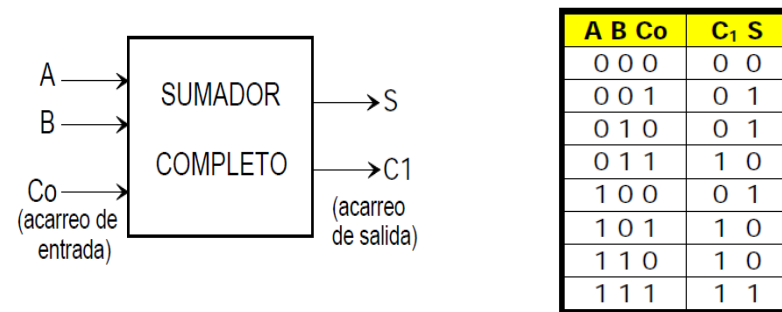 A
B
Co
(acarreo de
entrada)
SUMADOR
COMPLETO
S
C1
(acarreo
de salida)
A B Co C₁ S
0 0 0 0 0
0 0 1 0 1
0 1 0 0 1
0 1 1 1 0
1 0 0 0 1
1 0 1 1 0
1 1 0 1 0
1 1 1 1 1